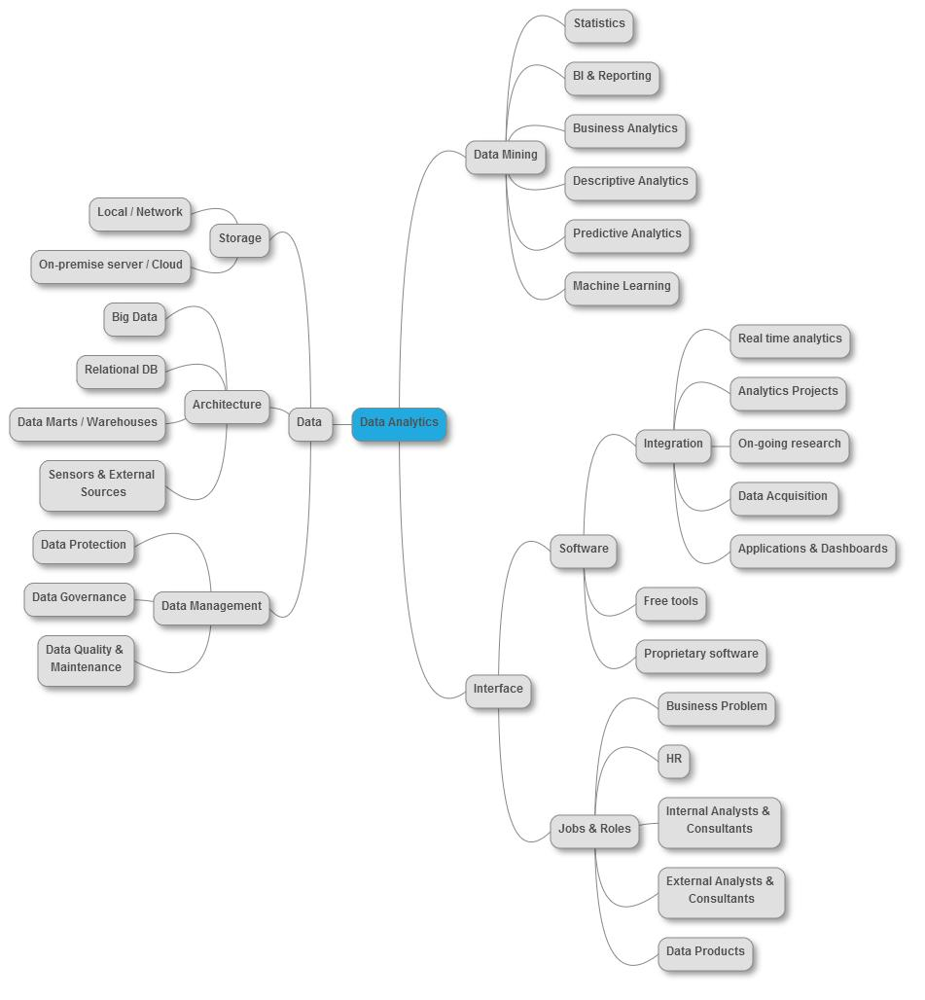 Statistics
BI & Reporting
Business Analytics
Data Mining
Descriptive Analytics
Predictive Analytics
Machine Learning
Local / Network
Storage
On-premise server / Cloud
Big Data
Relational DB
Architecture
Data Marts / Warehouses
Sensors & External
Sources
Data
Data Analytics
Data Protection
Data Governance
Data Management
Data Quality &
Maintenance
Real time analytics
Analytics Projects
Integration
On-going research
Data Acquisition
Applications & Dashboards
Software
Free tools
Proprietary software
Interface
Business Problem
HR
Jobs & Roles
Internal Analysts &
Consultants
External Analysts &
Consultants
Data Products